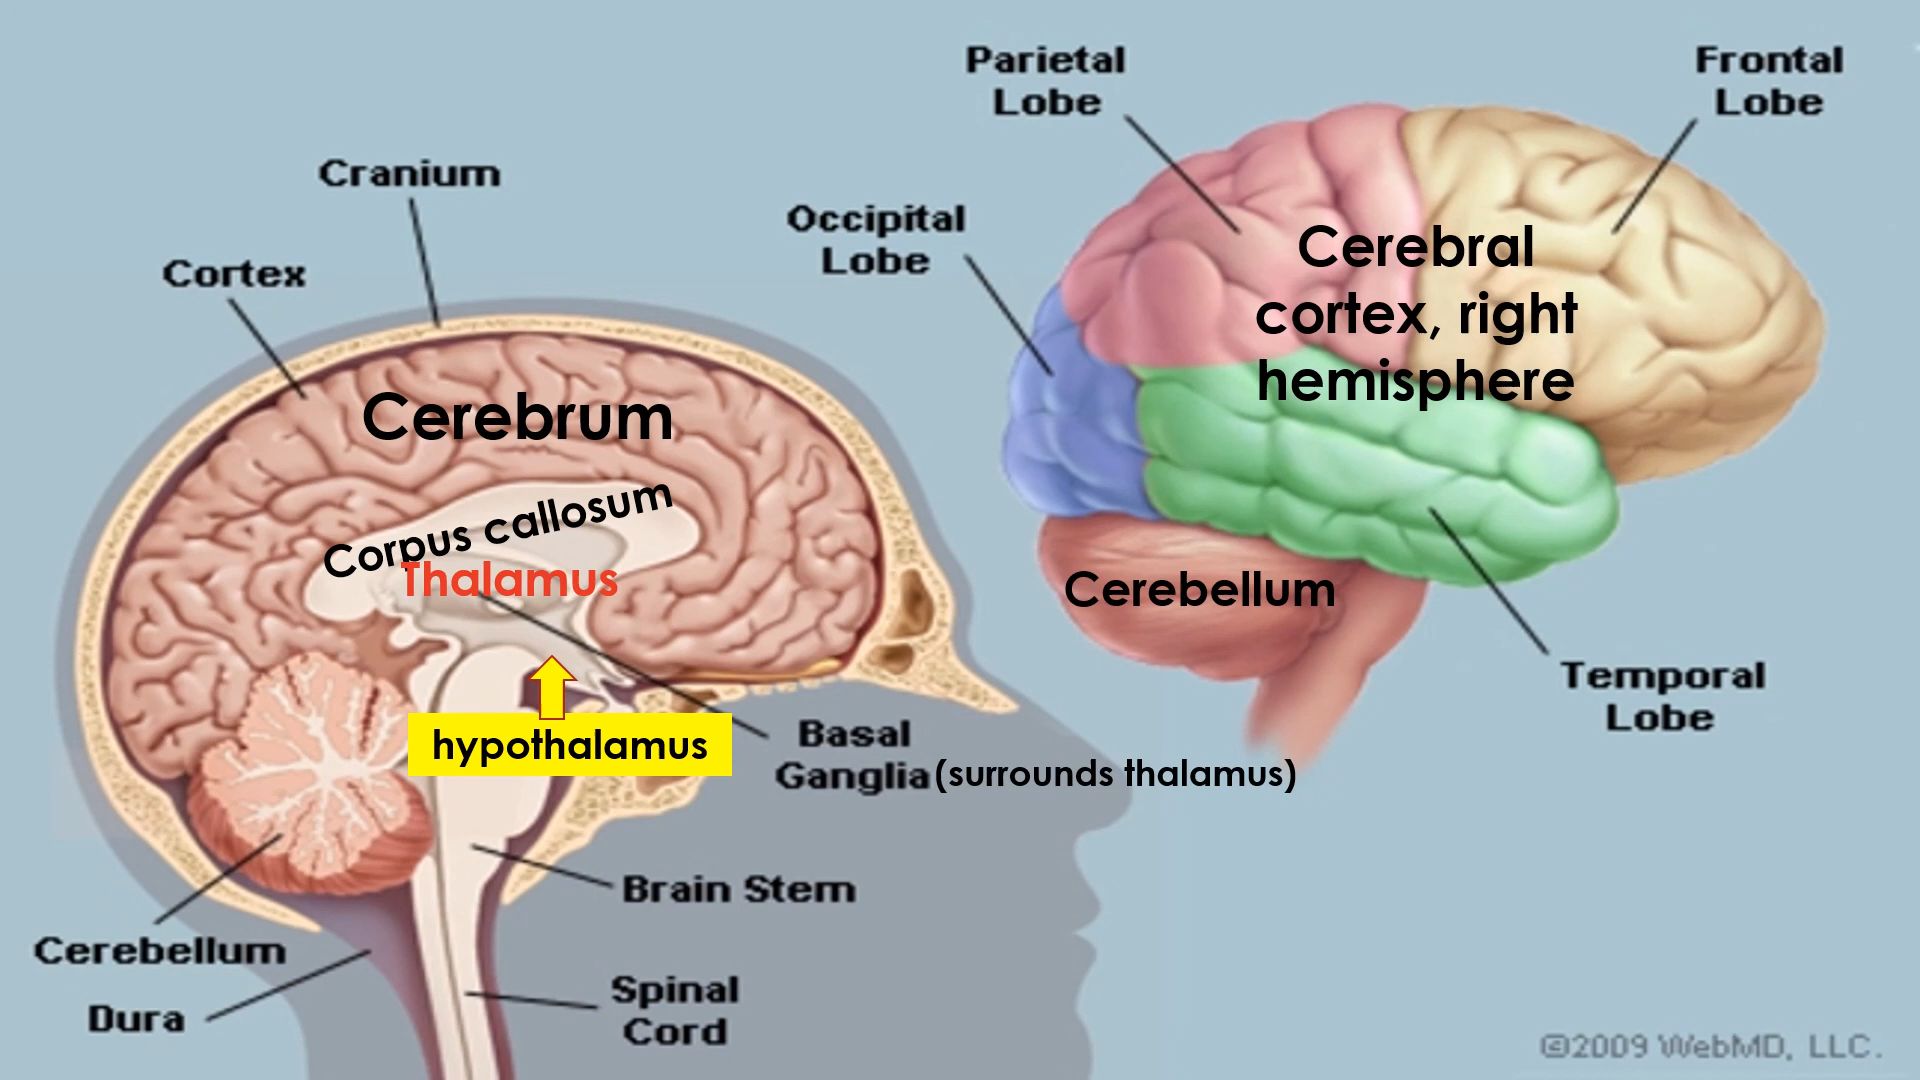 Parietal
Lobe
Frontal
Lobe
Cranium
Occipital
Lobe
Cortex
Cerebral
cortex, right
hemisphere
Cerebrum
Corpus callosum
Thalamus
Cerebellum
Temporal
Lobe
hypothalamus
Basal
Ganglia (surrounds thalamus)
Brain Stem
Cerebellum
Dura
Spinal
Cord
©2009 WebMD, LLC.